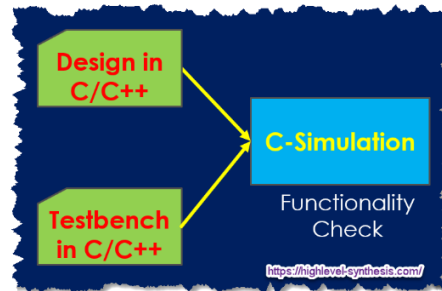 Design in
C/C++
C-Simulation
Testbench
in C/C++
Functionality
Check
https://highlevel-synthesis.com/